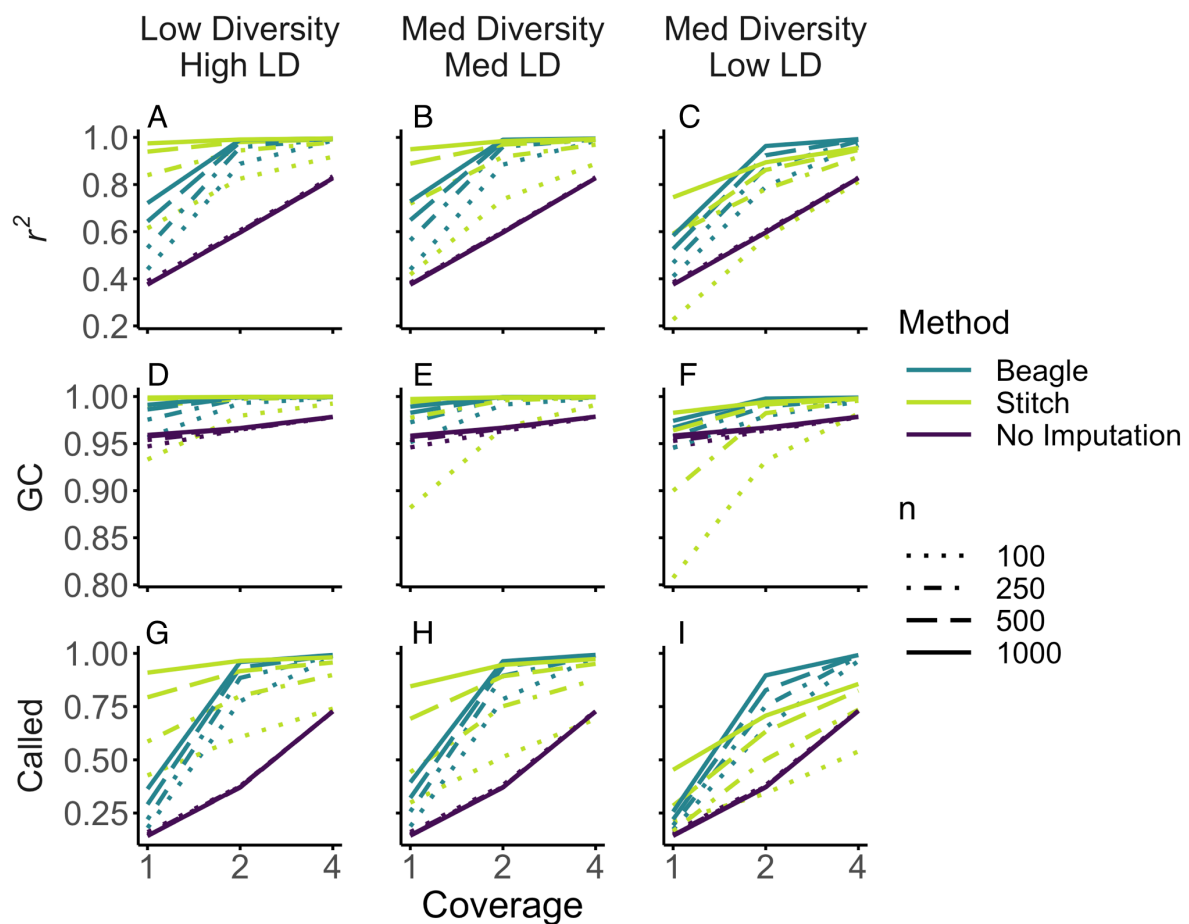 Low Diversity
High LD
Med Diversity
Med LD
Med Diversity
Low LD
A
B
C
1.0
0.8
0.6
0.4
0.2
r²
D
E
F
1.00
0.95
0.90
0.85
0.80
GC
G
H
I
1.00
0.75
0.50
0.25
Called
1 2 4
1 2 4
1 2 4
Coverage
Method
Beagle
Stitch
No Imputation
n
100
250
500
1000